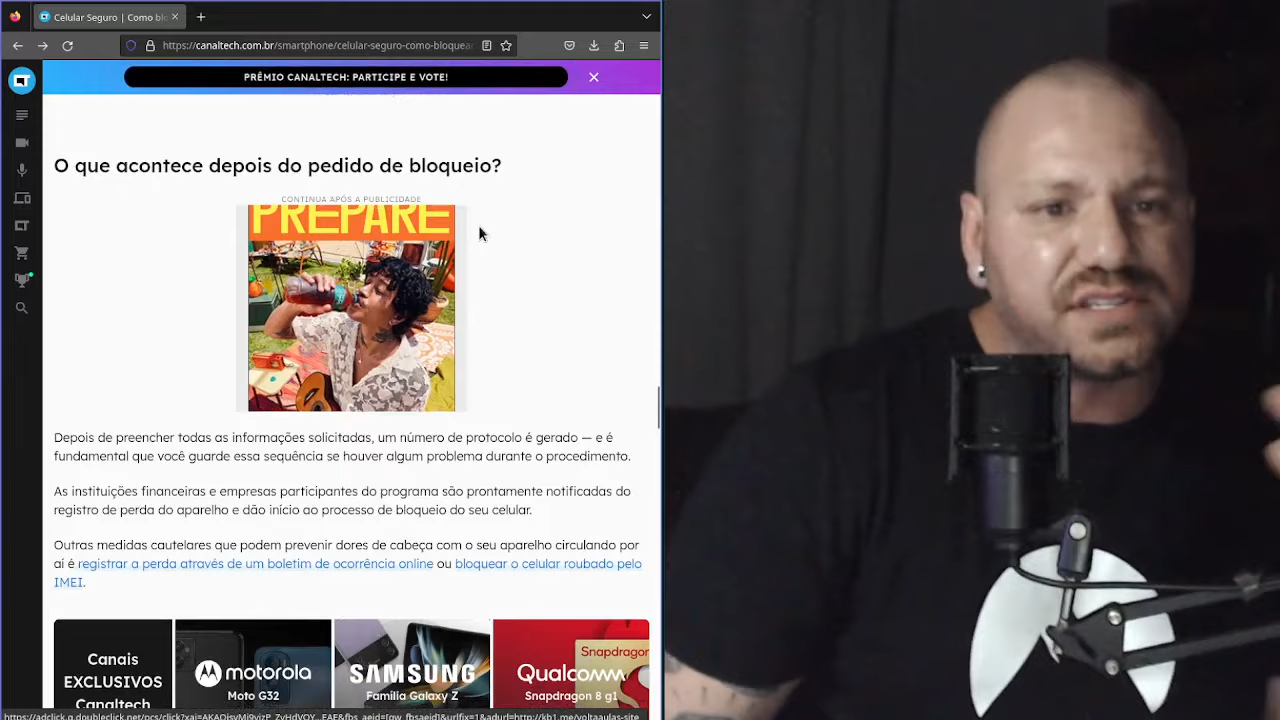 Celular Seguro | Como blo
https://canaltech.com.br/smartphone/celular-seguro-como-bloquear
PRÊMIO CANALTECH: PARTICIPE E VOTE!
O que acontece depois do pedido de bloqueio?
CONTINUA APÓS A PUBLICIDADE
PREPARE
Depois de preencher todas as informações solicitadas, um número de protocolo é gerado — e é
fundamental que você guarde essa sequência se houver algum problema durante o procedimento.
As instituições financeiras e empresas participantes do programa são prontamente notificadas do
registro de perda do aparelho e dão início ao processo de bloqueio do seu celular.
Outras medidas cautelares que podem prevenir dores de cabeça com o seu aparelho circulando por
aí é registrar a perda através de um boletim de ocorrência online ou bloquear o celular roubado pelo
IMEI.
Canais
EXCLUSIVOS
Canaltech
motorola
Moto G32
SAMSUNG
Família Galaxy Z
Snapdragon
Qualcomm
Snapdragon 8 g1